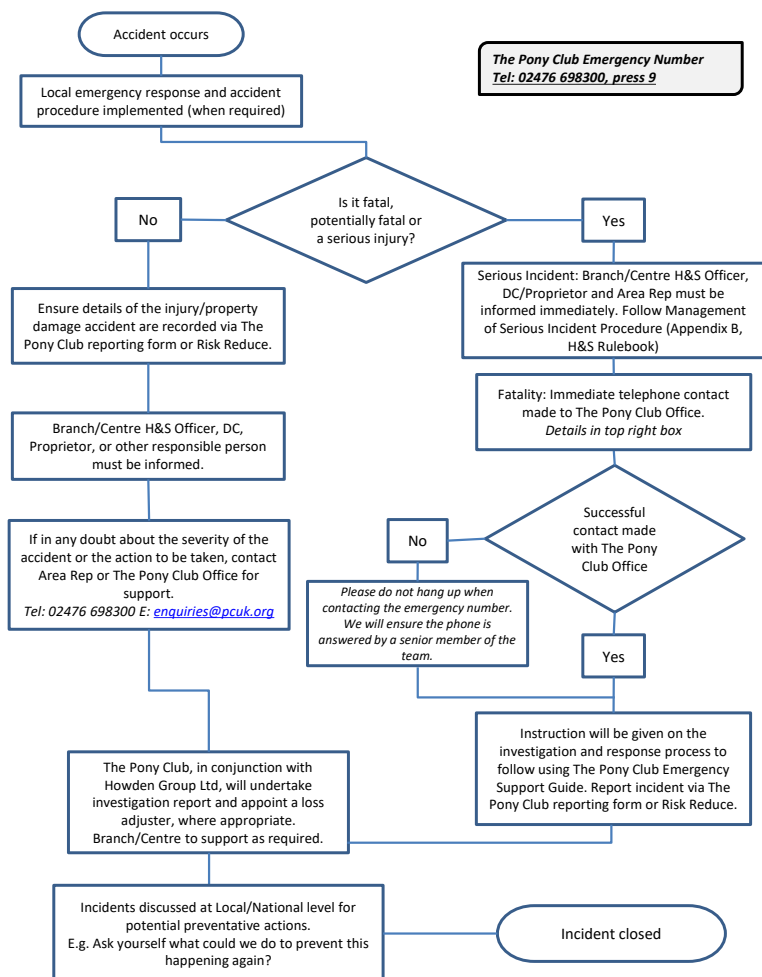 Accident occurs
The Pony Club Emergency Number
Tel: 02476 698300, press 9
Local emergency response and accident
procedure implemented (when required)
Is it fatal,
potentially fatal or
a serious injury?
No
Yes
Ensure details of the injury/property
damage accident are recorded via The
Pony Club reporting form or Risk Reduce.
Serious Incident: Branch/Centre H&S Officer,
DC/Proprietor and Area Rep must be
informed immediately. Follow Management
of Serious Incident Procedure (Appendix B,
H&S Rulebook)
Branch/Centre H&S Officer, DC,
Proprietor, or other responsible person
must be informed.
Fatality: Immediate telephone contact
made to The Pony Club Office.
Details in top right box
If in any doubt about the severity of the
accident or the action to be taken, contact
Area Rep or The Pony Club Office for
support.
Tel: 02476 698300 E: enquiries@pcuk.org
Successful
contact made
with The Pony
Club Office
No
Please do not hang up when
contacting the emergency number.
We will ensure the phone is
answered by a senior member of the
team.
Yes
Instruction will be given on the
investigation and response process to
follow using The Pony Club Emergency
Support Guide. Report incident via The
Pony Club reporting form or Risk Reduce.
The Pony Club, in conjunction with
Howden Group Ltd, will undertake
investigation report and appoint a loss
adjuster, where appropriate.
Branch/Centre to support as required.
Incidents discussed at Local/National level for
potential preventative actions.
E.g. Ask yourself what could we do to prevent this
happening again?
Incident closed